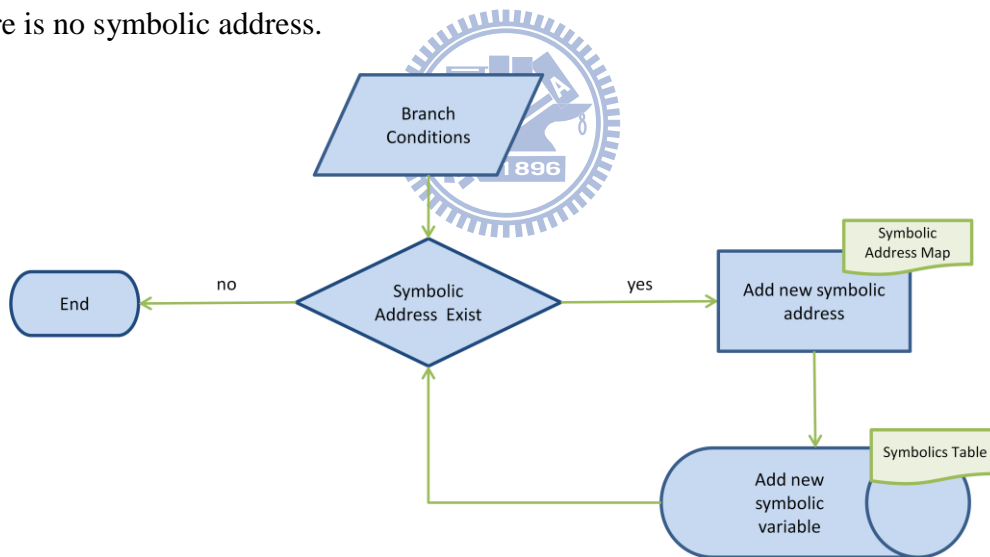 re is no symbolic address.
Branch
Conditions
1896
Symbolic
Address Map
End
no
Symbolic
Address Exist
yes
Add new symbolic
address
Symbolics Table
Add new
symbolic
variable